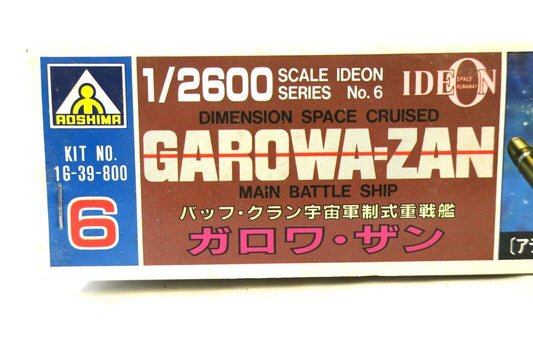 AOSHIMA
KIT NO.
1G-39-800
6
1/2600 SCALE IDEON SERIES No. 6
SPACE RUNAWAY IDEON
DIMENSION SPACE CRUISED
GAROWA=ZAN
MAIN BATTLE SHIP
バッフ・クラン宇宙軍制式重戦艦
ガロワ・ザン